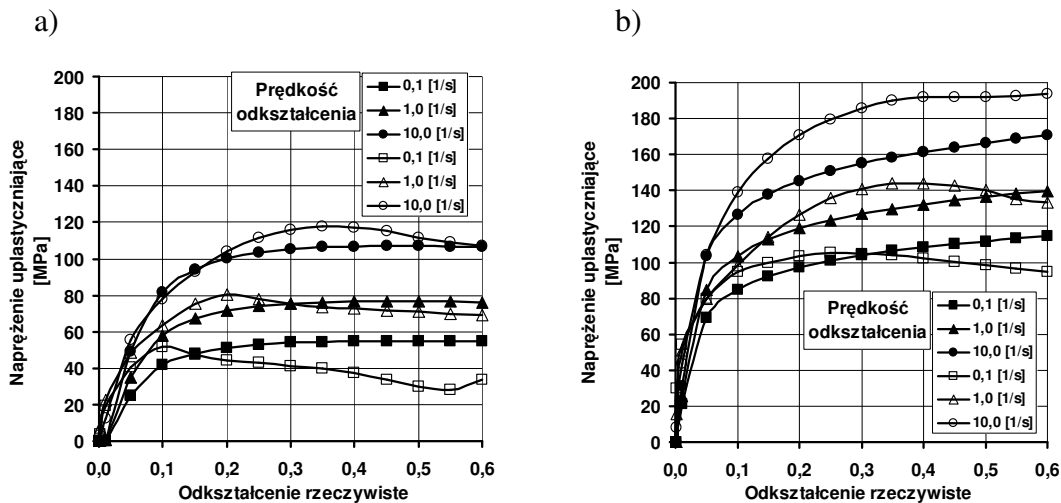 a)
200
180
160
140
120
100
80
60
40
20
0
Naprężenie uplastyczniające
[MPa]
Prędkość
odkształcenia
0,1 [1/s]
1,0 [1/s]
10,0 [1/s]
0,1 [1/s]
1,0 [1/s]
10,0 [1/s]
0,0 0,1 0,2 0,3 0,4 0,5 0,6
Odkształcenie rzeczywiste
b)
200
180
160
140
120
100
80
60
40
20
0
Naprężenie uplastyczniające
[MPa]
Prędkość
odkształcenia
0,1 [1/s]
1,0 [1/s]
10,0 [1/s]
0,1 [1/s]
1,0 [1/s]
10,0 [1/s]
0,0 0,1 0,2 0,3 0,4 0,5 0,6
Odkształcenie rzeczywiste